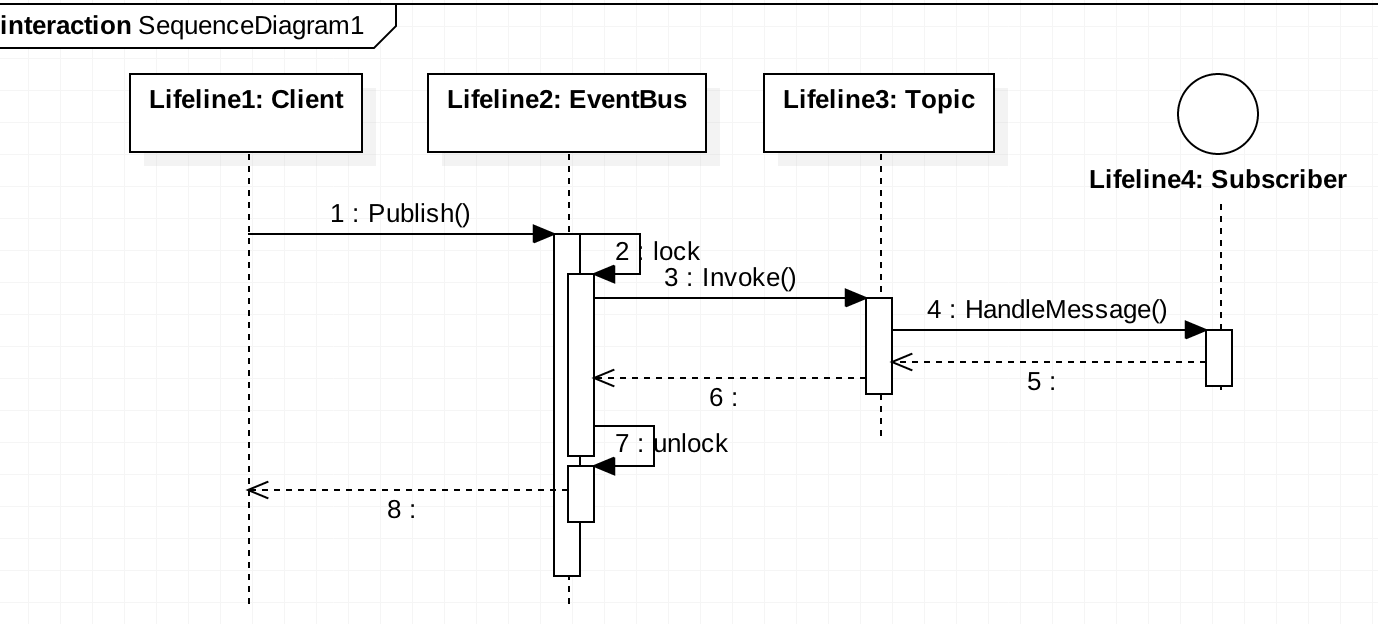 interaction SequenceDiagram1
Lifeline1: Client
Lifeline2: EventBus
Lifeline3: Topic
Lifeline4: Subscriber
1 : Publish()
2 : lock
3 : Invoke()
4 : HandleMessage()
5 :
6 :
7 : unlock
8 :